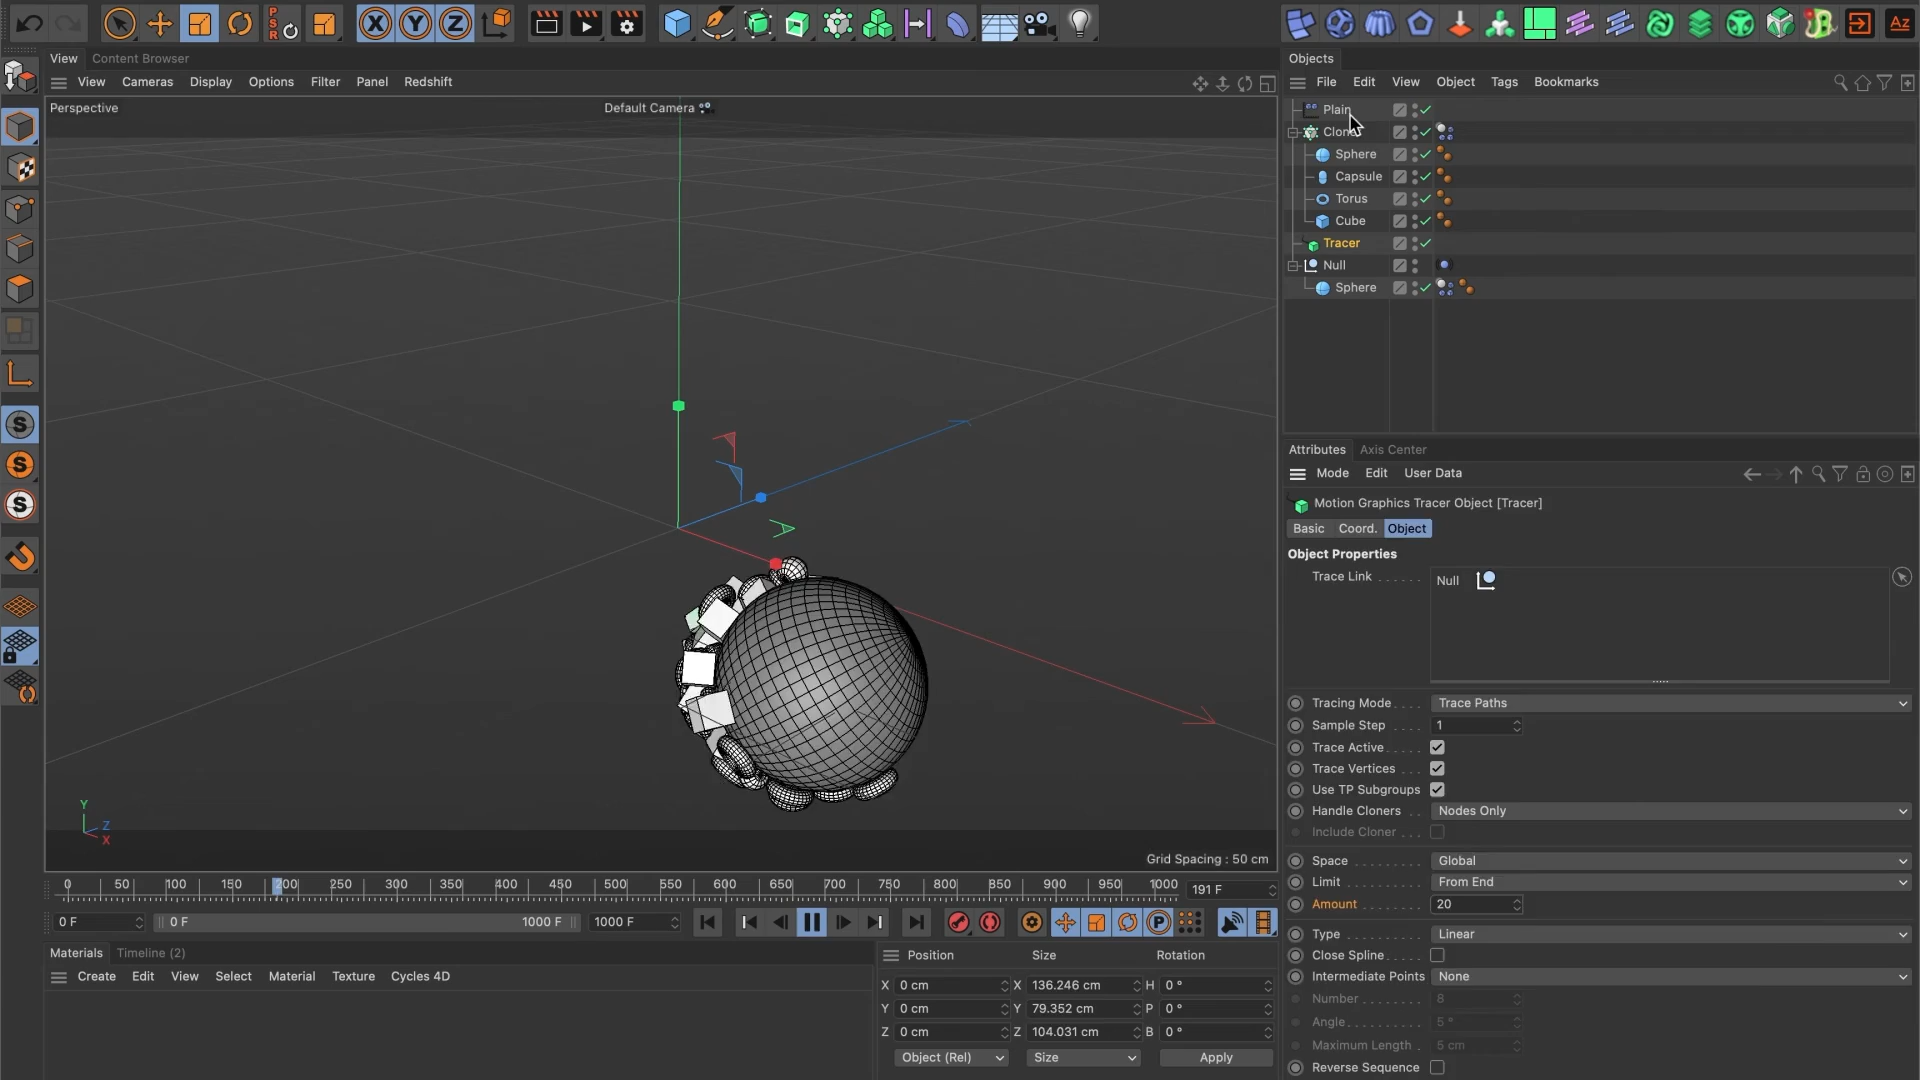 View Content Browser
View Cameras Display Options Filter Panel Redshift
Perspective
Default Camera
Y
Z
X
Grid Spacing : 50 cm
0 50 100 150 200 250 300 350 400 450 500 550 600 650 700 750 800 850 900 950 1000
191 F
0 F
0 F
1000 F
1000 F
Materials Timeline (2)
Create Edit View Select Material Texture Cycles 4D
Position Size Rotation
X 0 cm X 136.246 cm H 0 °
Y 0 cm Y 79.352 cm P 0 °
Z 0 cm Z 104.031 cm B 0 °
Object (Rel) Size Apply
PSR
X Y Z
S
S
S
P
Az
Objects
File Edit View Object Tags Bookmarks
Plain
Sphere
Capsule
Torus
Cube
Tracer
Null
Sphere
Attributes Axis Center
Mode Edit User Data
Motion Graphics Tracer Object [Tracer]
Basic Coord. Object
Object Properties
Trace Link Null
Tracing Mode Trace Paths
Sample Step 1
Trace Active
Trace Vertices
Use TP Subgroups
Handle Cloners Nodes Only
Include Cloner
Space Global
Limit From End
Amount 20
Type Linear
Close Spline
Intermediate Points None
Number 8
Angle 5 °
Maximum Length 5 cm
Reverse Sequence